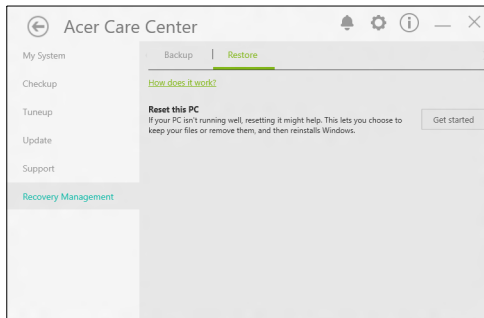 Acer Care Center
My System
Checkup
Tuneup
Update
Support
Recovery Management
Backup
Restore
How does it work?
Reset this PC
If your PC isn't running well, resetting it might help. This lets you choose to
keep your files or remove them, and then reinstalls Windows.
Get started